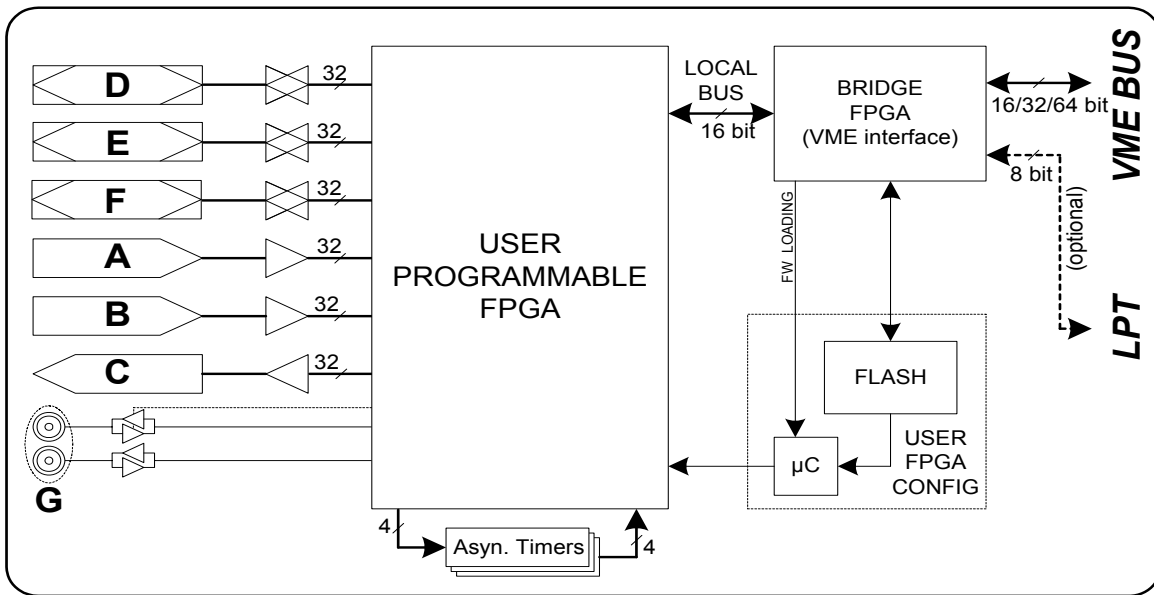 D
32
E
32
F
32
A
32
B
32
C
32
G
USER
PROGRAMMABLE
FPGA
4
Asyn. Timers
4
LOCAL
BUS
16 bit
BRIDGE
FPGA
(VME interface)
16/32/64 bit
8 bit
(optional)
VME BUS
LPT
FW LOADING
FLASH
µC
USER
FPGA
CONFIG